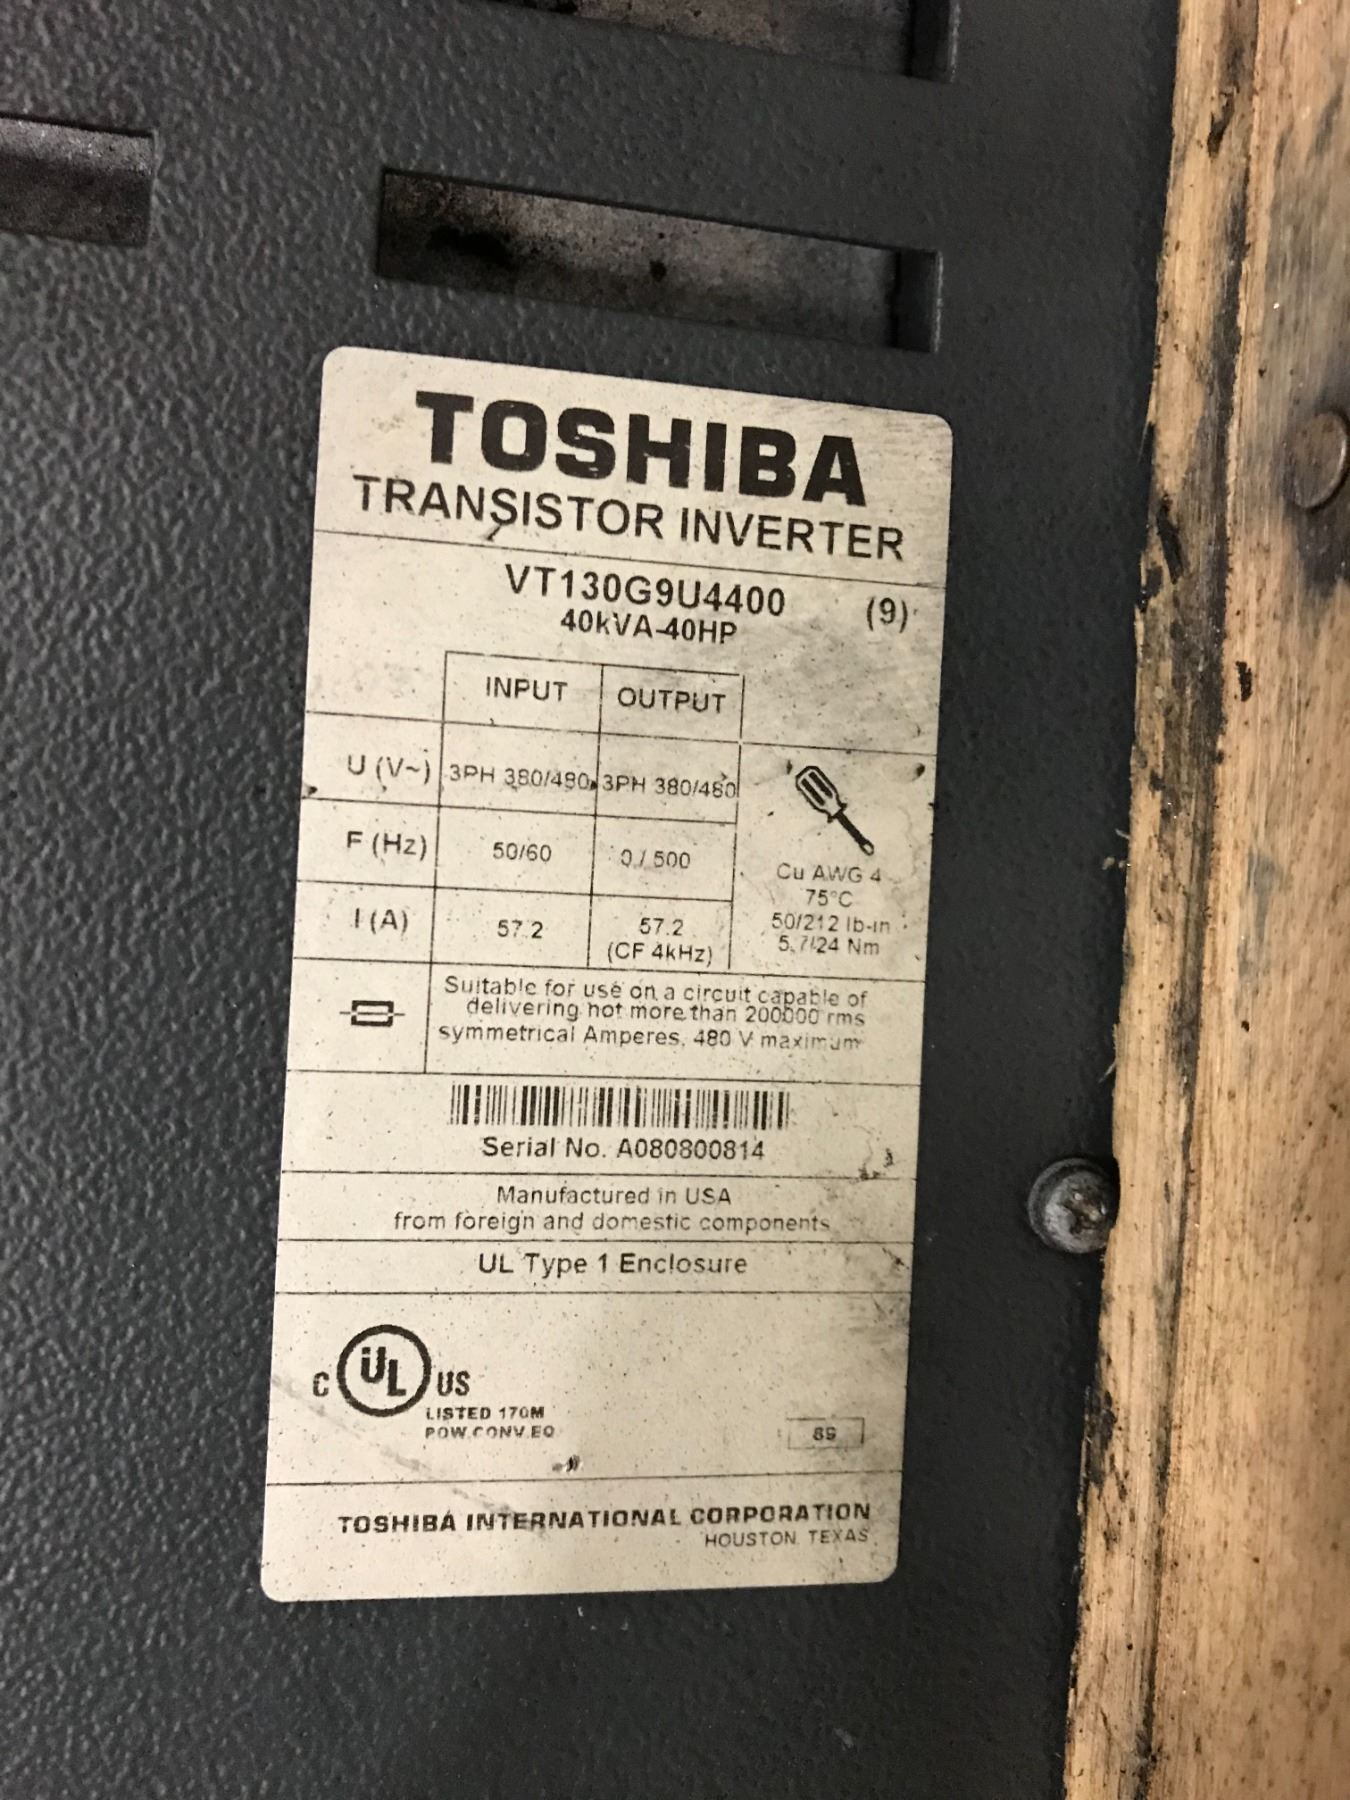 TOSHIBA
TRANSISTOR INVERTER
VT130G9U4400 (9)
40kVA-40HP
INPUT OUTPUT
U (V~) 3PH 380/480 3PH 380/480
F (Hz) 50/60 0 / 500
I (A) 57.2 57.2
(CF 4kHz)
Cu AWG 4
75°C
50/212 lb-in
5.7/24 Nm
Suitable for use on a circuit capable of
delivering not more than 200000 rms
symmetrical Amperes, 480 V maximum
Serial No. A080800814
Manufactured in USA
from foreign and domestic components
UL Type 1 Enclosure
C UL US
LISTED 170M
POW.CONV.EQ
TOSHIBA INTERNATIONAL CORPORATION
HOUSTON, TEXAS